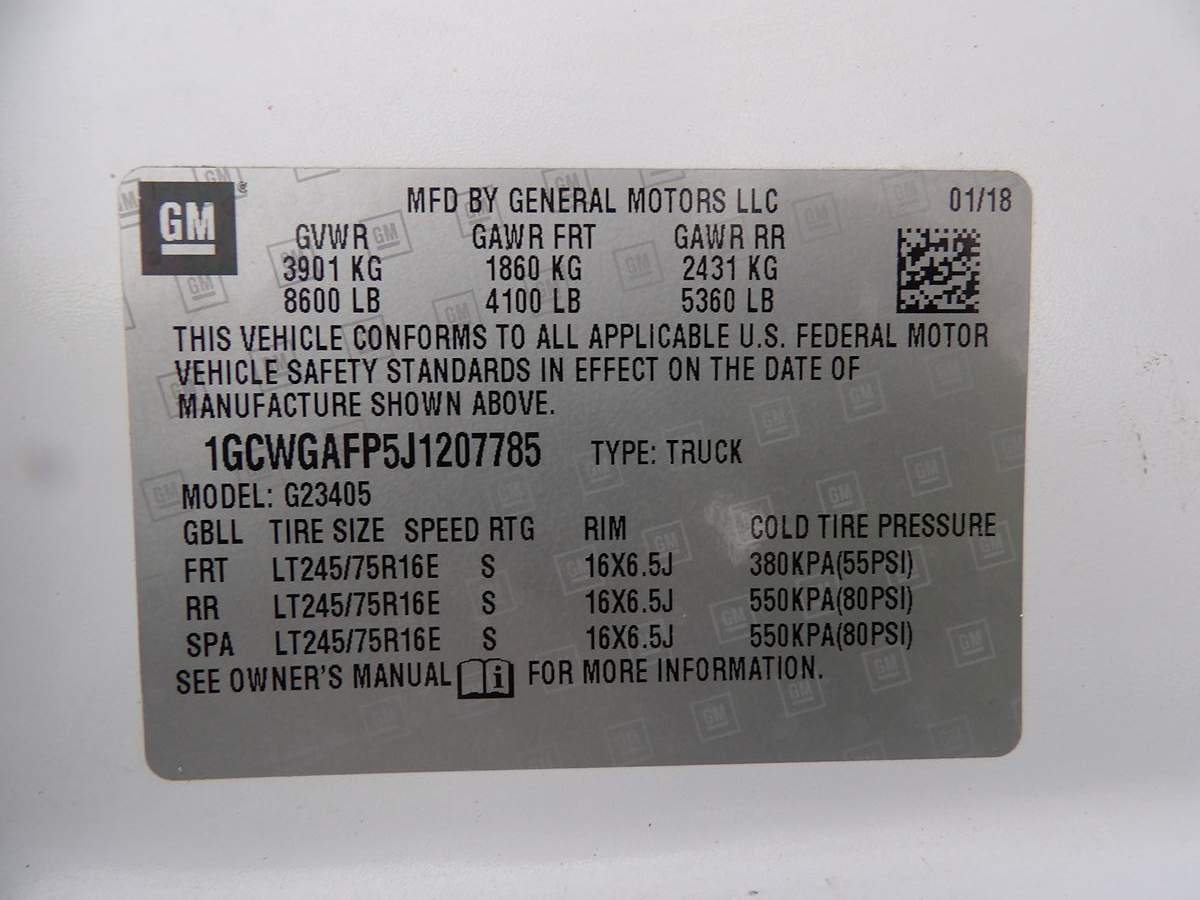 GM® MFD BY GENERAL MOTORS LLC 01/18
GVWR GAWR FRT GAWR RR
3901 KG 1860 KG 2431 KG
8600 LB 4100 LB 5360 LB
THIS VEHICLE CONFORMS TO ALL APPLICABLE U.S. FEDERAL MOTOR
VEHICLE SAFETY STANDARDS IN EFFECT ON THE DATE OF
MANUFACTURE SHOWN ABOVE.
1GCWGAFP5J1207785 TYPE: TRUCK
MODEL: G23405
GBLL TIRE SIZE SPEED RTG RIM COLD TIRE PRESSURE
FRT LT245/75R16E S 16X6.5J 380KPA(55PSI)
RR LT245/75R16E S 16X6.5J 550KPA(80PSI)
SPA LT245/75R16E S 16X6.5J 550KPA(80PSI)
SEE OWNER'S MANUAL i FOR MORE INFORMATION.